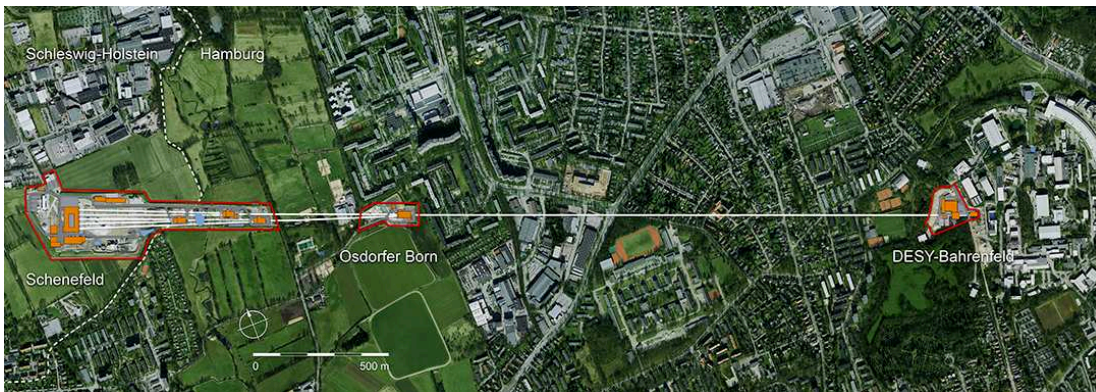 Schleswig-Holstein
Hamburg
Schenefeld
Osdorfer Born
DESY-Bahrenfeld
0
500 m